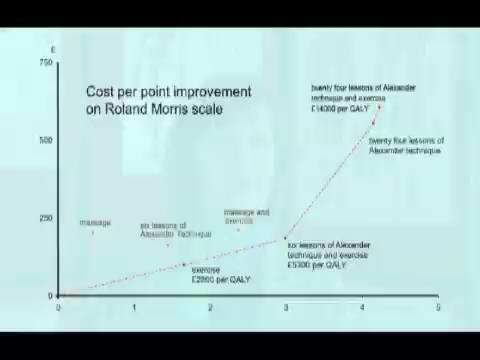 £
750
500
250
0
0
1
2
3
4
5
Cost per point improvement
on Roland Morris scale
twenty four lessons of Alexander
technique and exercise
£14000 per QALY
twenty four lessons of
Alexander technique
massage
six lessons of
Alexander Technique
massage and
exercise
six lessons of Alexander
technique and exercise
£5300 per QALY
exercise
£2800 per QALY